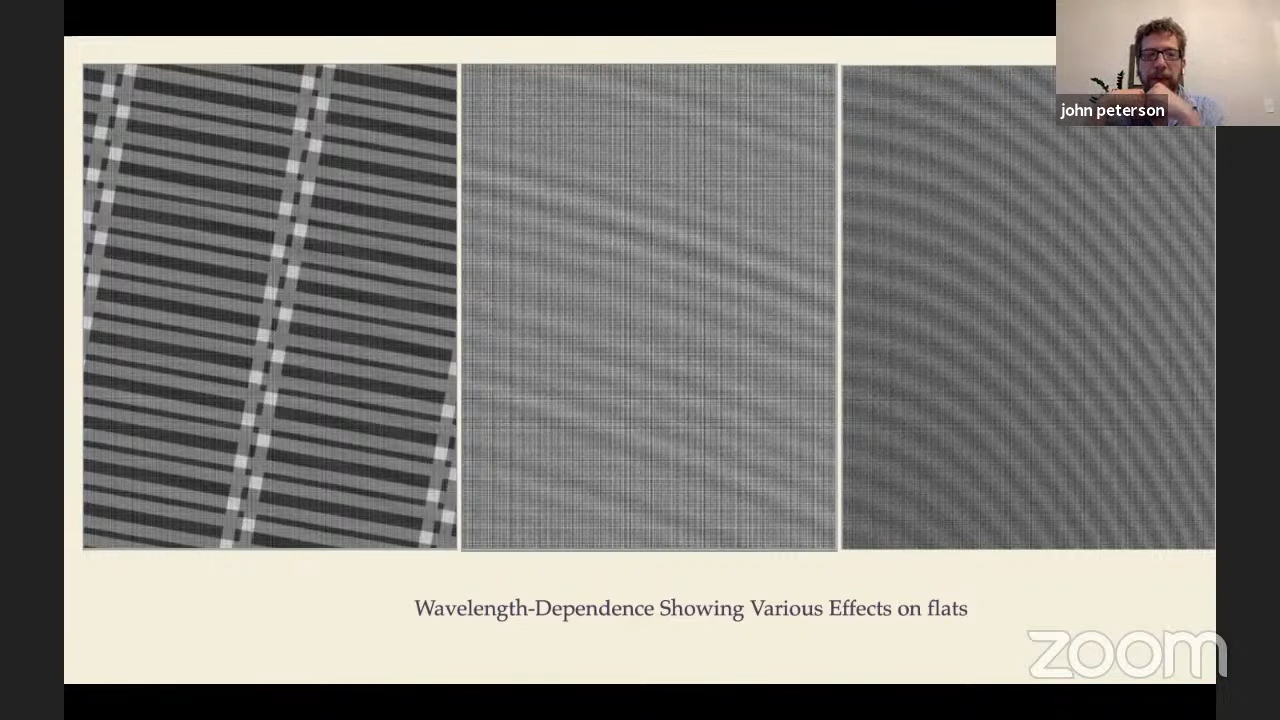 john peterson
Wavelength-Dependence Showing Various Effects on flats
zoom